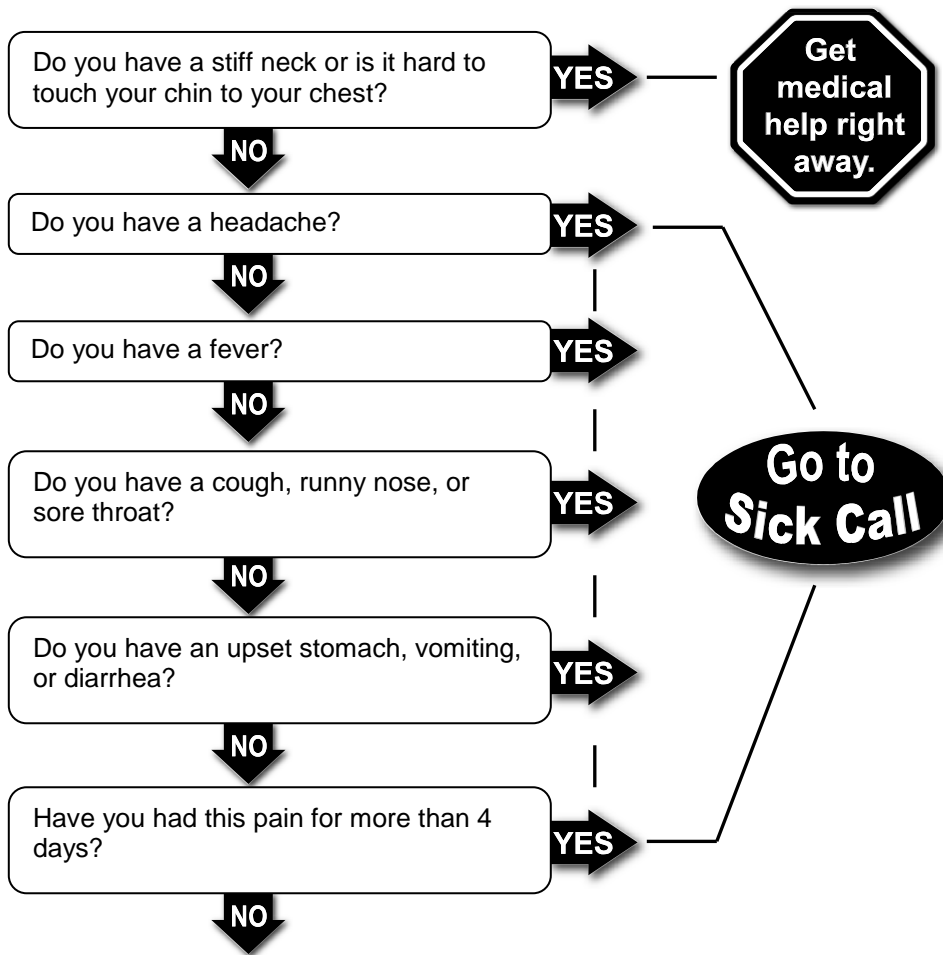 Do you have a stiff neck or is it hard to
touch your chin to your chest?
YES
Get
medical
help right
away.
NO
Do you have a headache?
YES
NO
Do you have a fever?
YES
NO
Do you have a cough, runny nose, or
sore throat?
YES
Go to
Sick Call
NO
Do you have an upset stomach, vomiting,
or diarrhea?
YES
NO
Have you had this pain for more than 4
days?
YES
NO